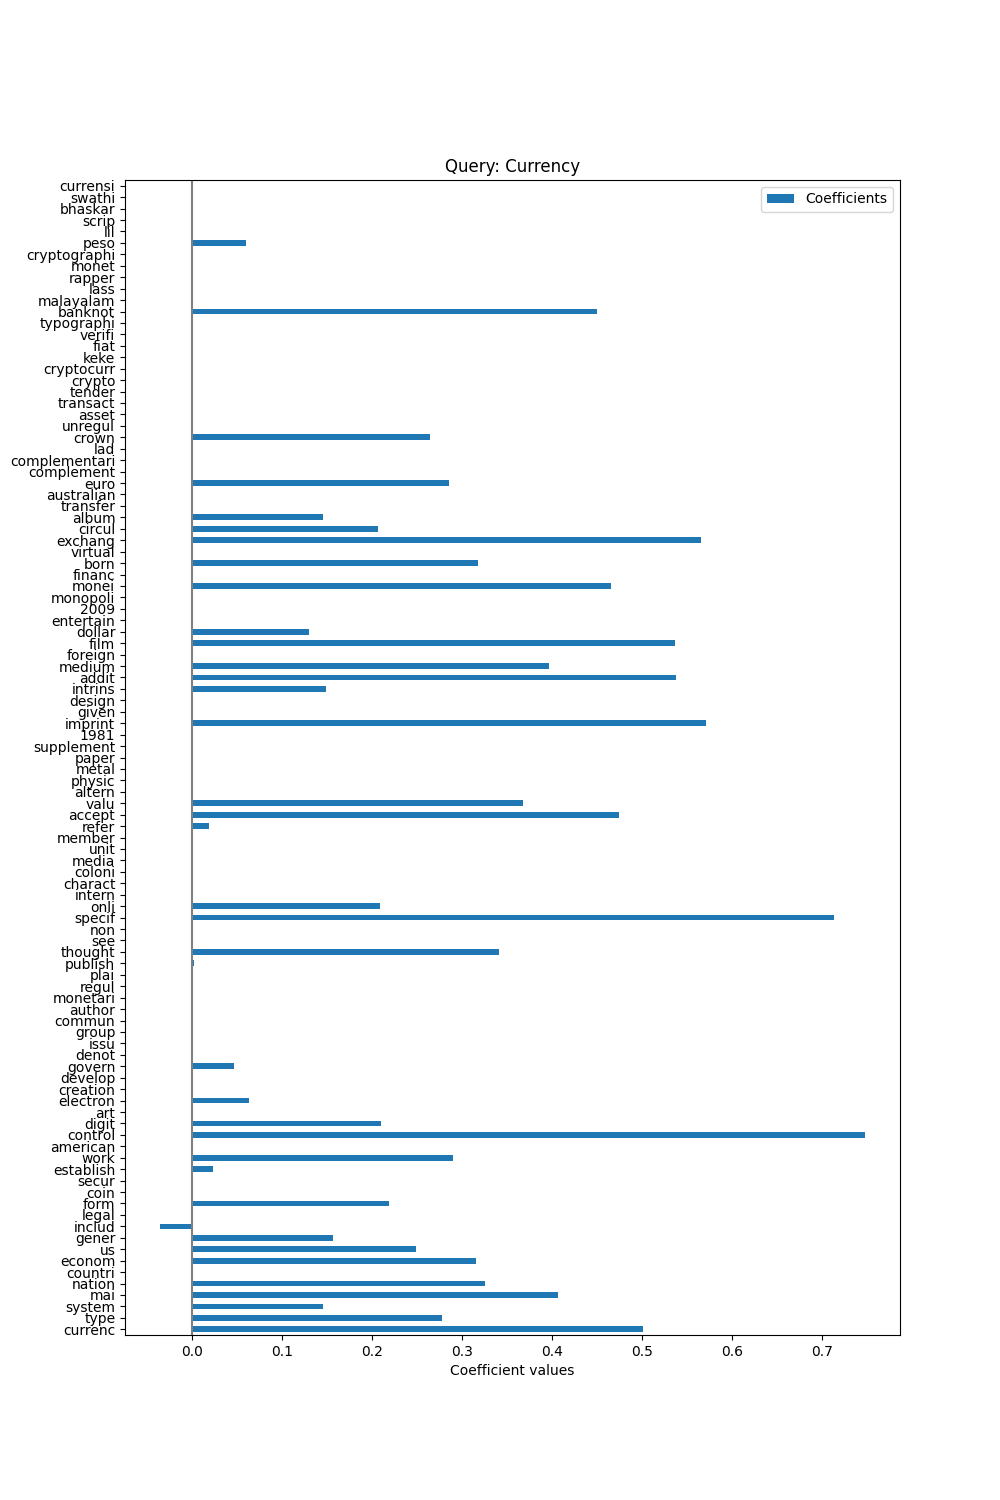 Query: Currency
Coefficients
currensi
swathi
bhaskar
scrip
lil
peso
cryptographi
monet
rapper
lass
malayalam
banknot
typographi
verifi
fiat
keke
cryptocurr
crypto
tender
transact
asset
unregul
crown
lad
complementari
complement
euro
australian
transfer
album
circul
exchang
virtual
born
financ
monei
monopoli
2009
entertain
dollar
film
foreign
medium
addit
intrins
design
given
imprint
1981
supplement
paper
metal
physic
altern
valu
accept
refer
member
unit
media
coloni
charact
intern
onli
specif
non
see
thought
publish
plai
regul
monetari
author
commun
group
issu
denot
govern
develop
creation
electron
art
digit
control
american
work
establish
secur
coin
form
legal
includ
gener
us
econom
countri
nation
mai
system
type
currenc
0.0 0.1 0.2 0.3 0.4 0.5 0.6 0.7
Coefficient values